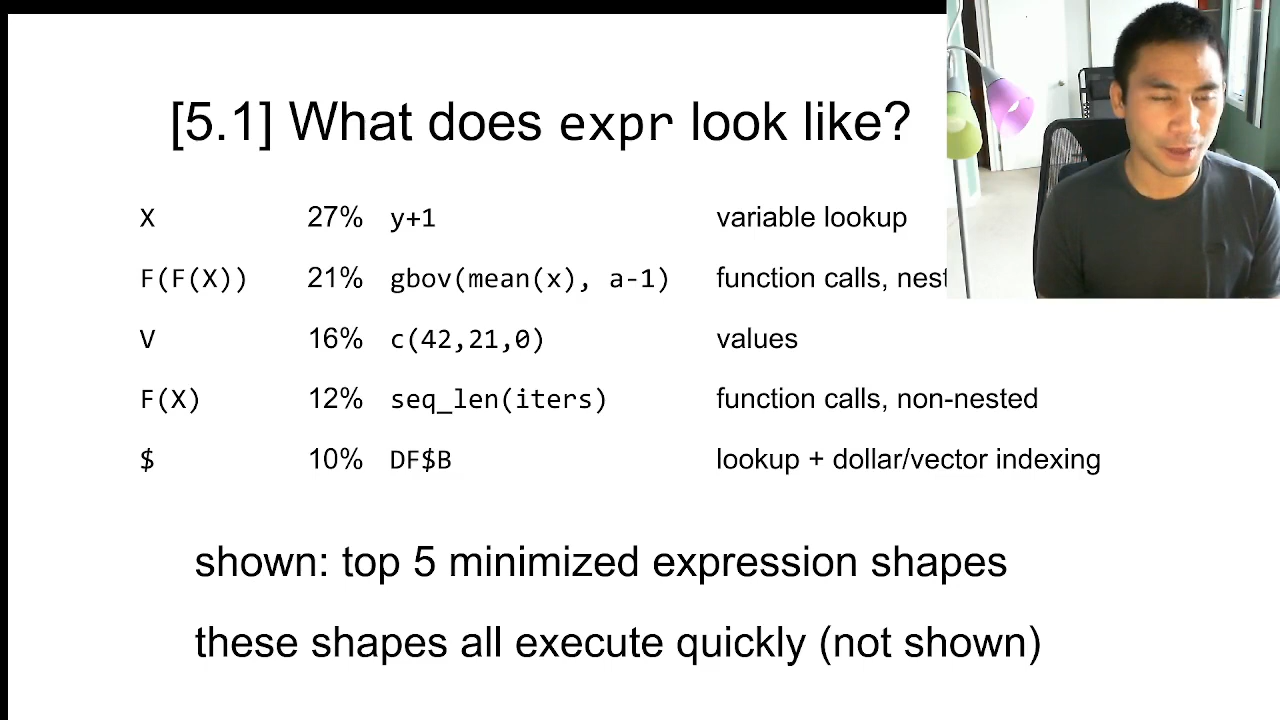 [5.1] What does expr look like?
X 27% y+1 variable lookup
F(F(X)) 21% gbov(mean(x), a-1) function calls,
V 16% c(42,21,0) values
F(X) 12% seq_len(iters) function calls, non-nested
$ 10% DF$B lookup + dollar/vector indexing
shown: top 5 minimized expression shapes
these shapes all execute quickly (not shown)